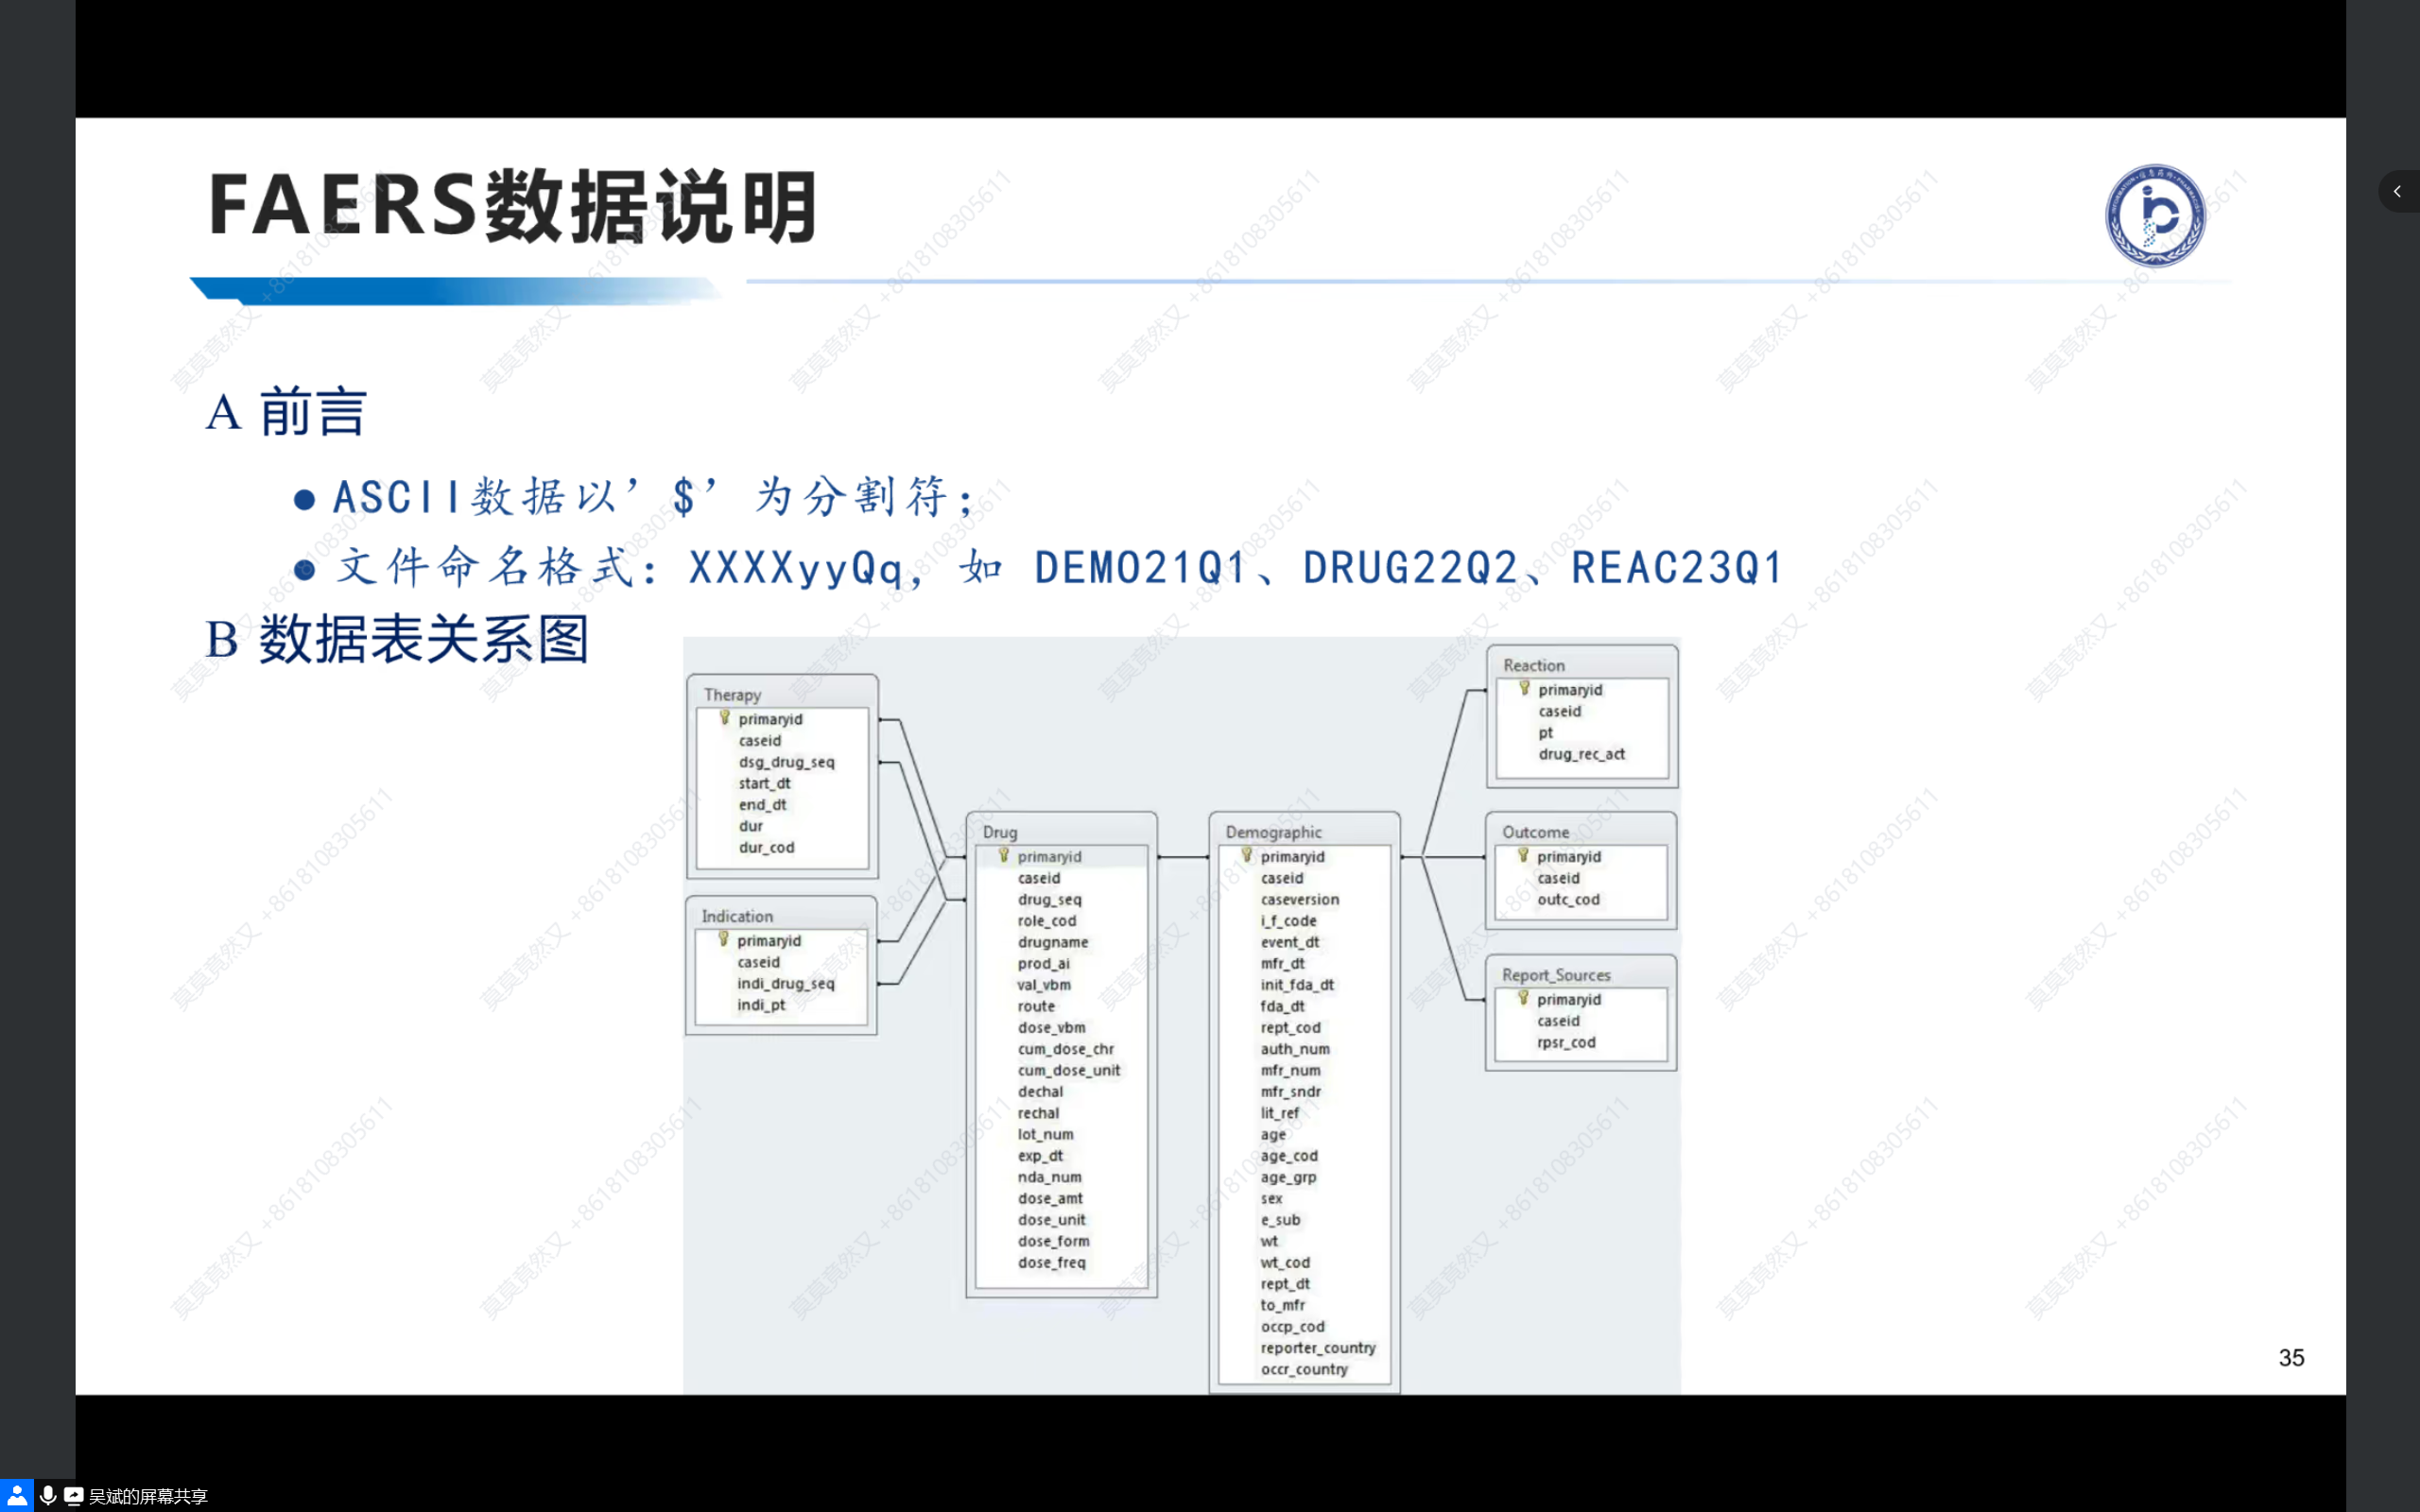 FAERS数据说明
A 前言
● ASCII数据以’$’为分割符；
● 文件命名格式：XXXXyyQq，如 DEMO21Q1、DRUG22Q2、REAC23Q1
B 数据表关系图
Therapy
primaryid
caseid
dsg_drug_seq
start_dt
end_dt
dur
dur_cod
Indication
primaryid
caseid
indi_drug_seq
indi_pt
Drug
primaryid
caseid
drug_seq
role_cod
drugname
prod_ai
val_vbm
route
dose_vbm
cum_dose_chr
cum_dose_unit
dechal
rechal
lot_num
exp_dt
nda_num
dose_amt
dose_unit
dose_form
dose_freq
Demographic
primaryid
caseid
caseversion
i_f_code
event_dt
mfr_dt
init_fda_dt
fda_dt
rept_cod
auth_num
mfr_num
mfr_sndr
lit_ref
age
age_cod
age_grp
sex
e_sub
wt
wt_cod
rept_dt
to_mfr
occp_cod
reporter_country
occr_country
Reaction
primaryid
caseid
pt
drug_rec_act
Outcome
primaryid
caseid
outc_cod
Report_Sources
primaryid
caseid
rpsr_cod
35
莫莫竟然又 +8618108305611
吴斌的屏幕共享